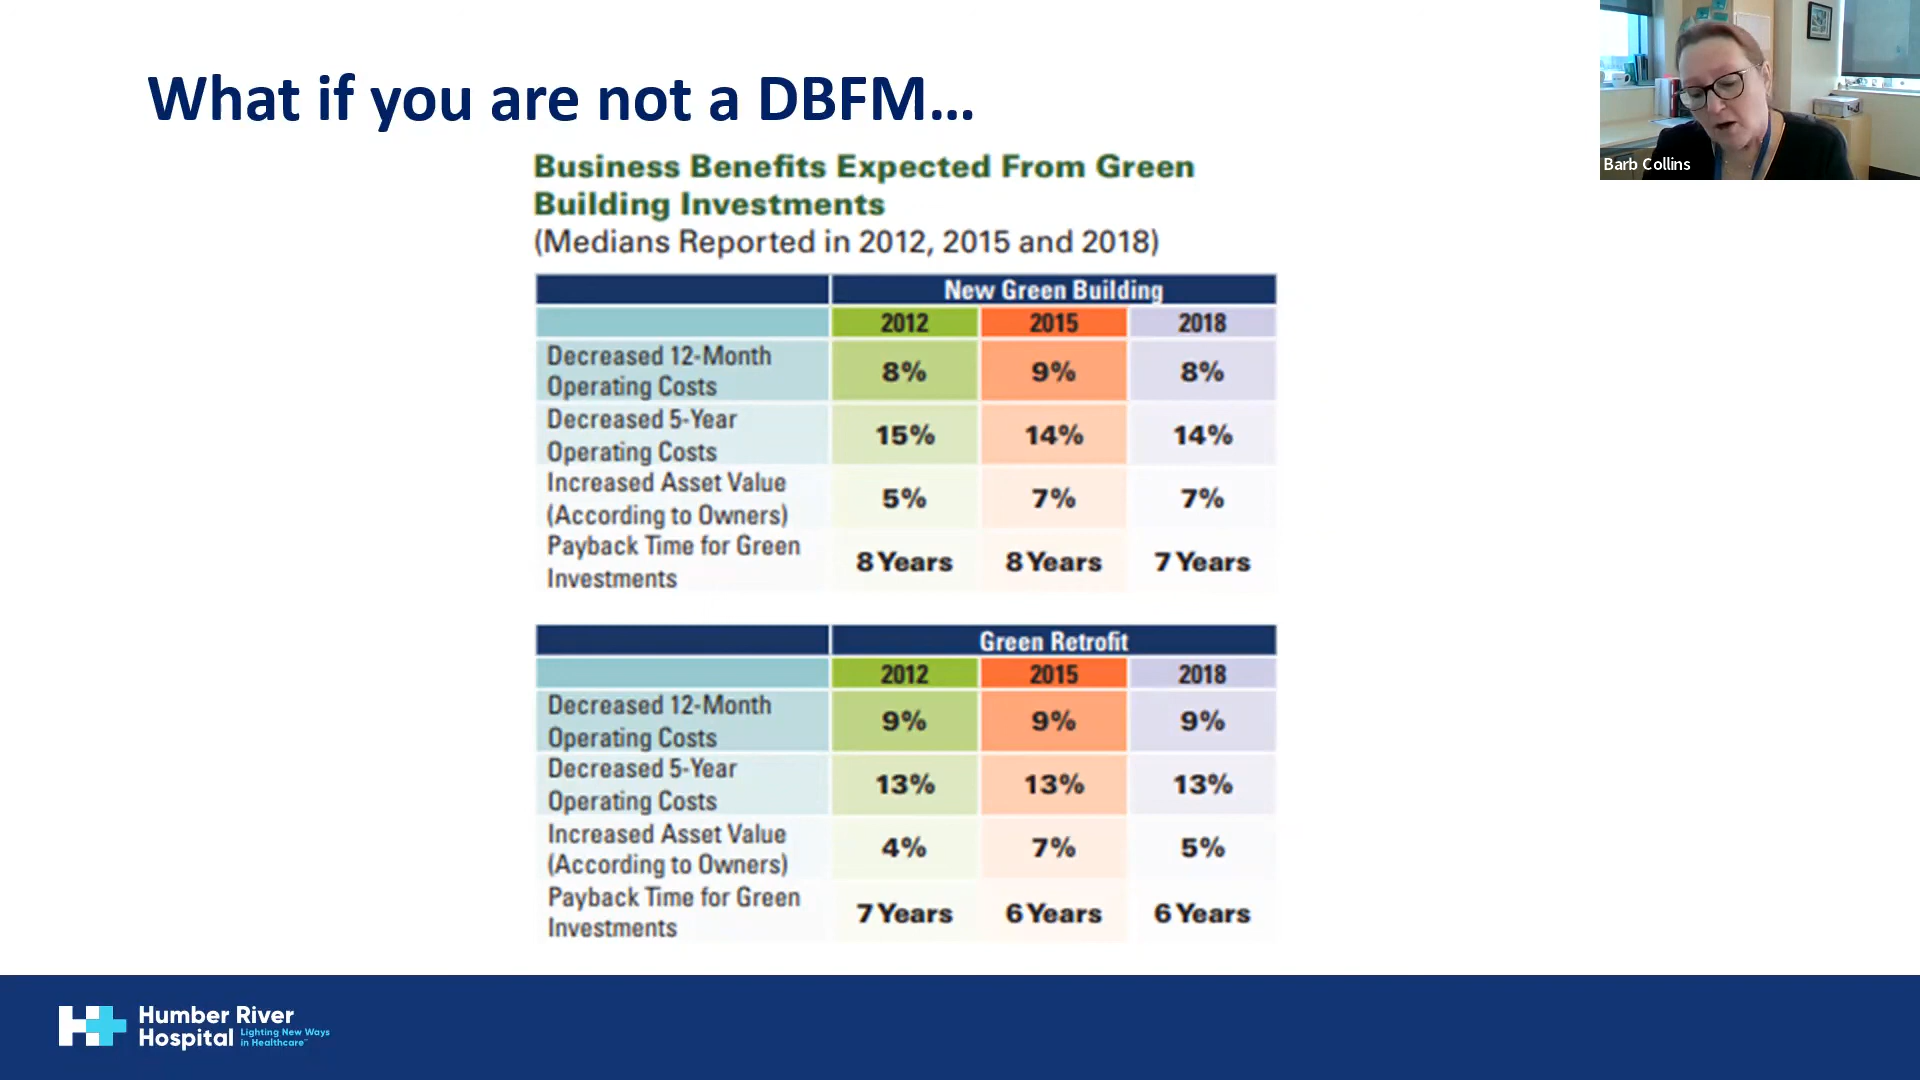 What if you are not a DBFM...
Business Benefits Expected From Green
Building Investments
(Medians Reported in 2012, 2015 and 2018)
New Green Building
2012 2015 2018
Decreased 12-Month
Operating Costs
8% 9% 8%
Decreased 5-Year
Operating Costs
15% 14% 14%
Increased Asset Value
(According to Owners)
5% 7% 7%
Payback Time for Green
Investments
8 Years 8 Years 7 Years
Green Retrofit
2012 2015 2018
Decreased 12-Month
Operating Costs
9% 9% 9%
Decreased 5-Year
Operating Costs
13% 13% 13%
Increased Asset Value
(According to Owners)
4% 7% 5%
Payback Time for Green
Investments
7 Years 6 Years 6 Years
Barb Collins
Humber River
Hospital
Lighting New Ways
in Healthcare™